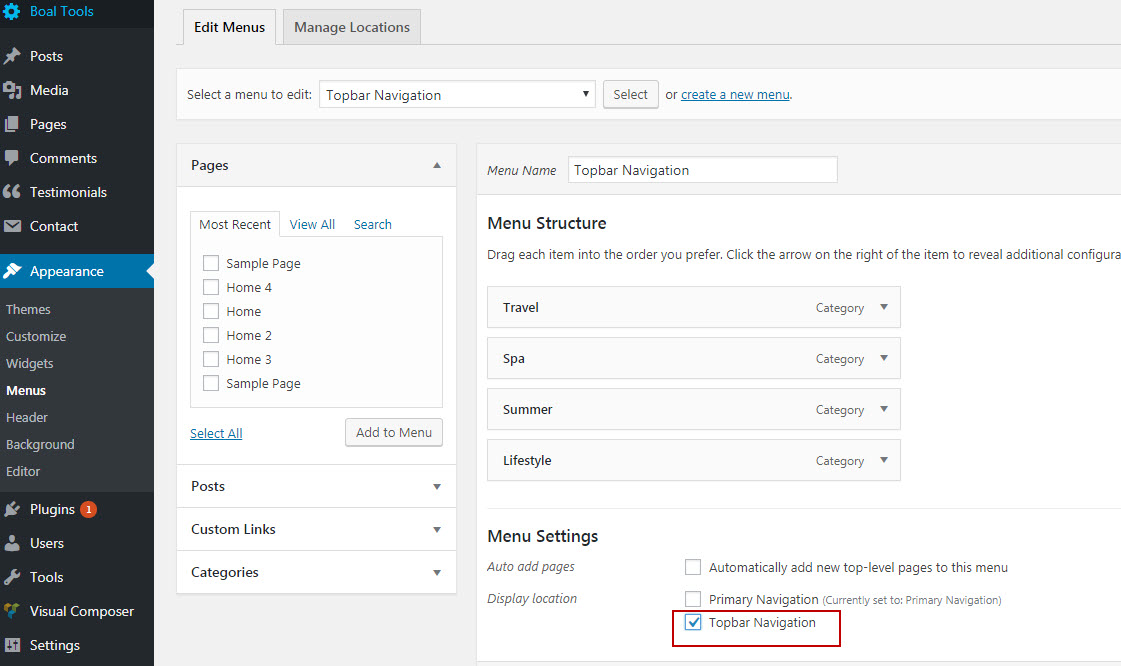 Boal Tools
Posts
Media
Pages
Comments
Testimonials
Contact
Appearance
Themes
Customize
Widgets
Menus
Header
Background
Editor
Plugins 1
Users
Tools
Visual Composer
Settings
Edit Menus
Manage Locations
Select a menu to edit: Topbar Navigation Select or create a new menu.
Pages
Most Recent View All Search
Sample Page
Home 4
Home
Home 2
Home 3
Sample Page
Select All Add to Menu
Posts
Custom Links
Categories
Menu Name Topbar Navigation
Menu Structure
Drag each item into the order you prefer. Click the arrow on the right of the item to reveal additional configura
Travel Category
Spa Category
Summer Category
Lifestyle Category
Menu Settings
Auto add pages Automatically add new top-level pages to this menu
Display location Primary Navigation (Currently set to: Primary Navigation)
Topbar Navigation